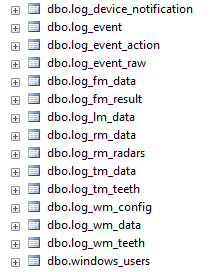 dbo.log_device_notification
dbo.log_event
dbo.log_event_action
dbo.log_event_raw
dbo.log_fm_data
dbo.log_fm_result
dbo.log_lm_data
dbo.log_rm_data
dbo.log_rm_radars
dbo.log_tm_data
dbo.log_tm_teeth
dbo.log_wm_config
dbo.log_wm_data
dbo.log_wm_teeth
dbo.windows_users